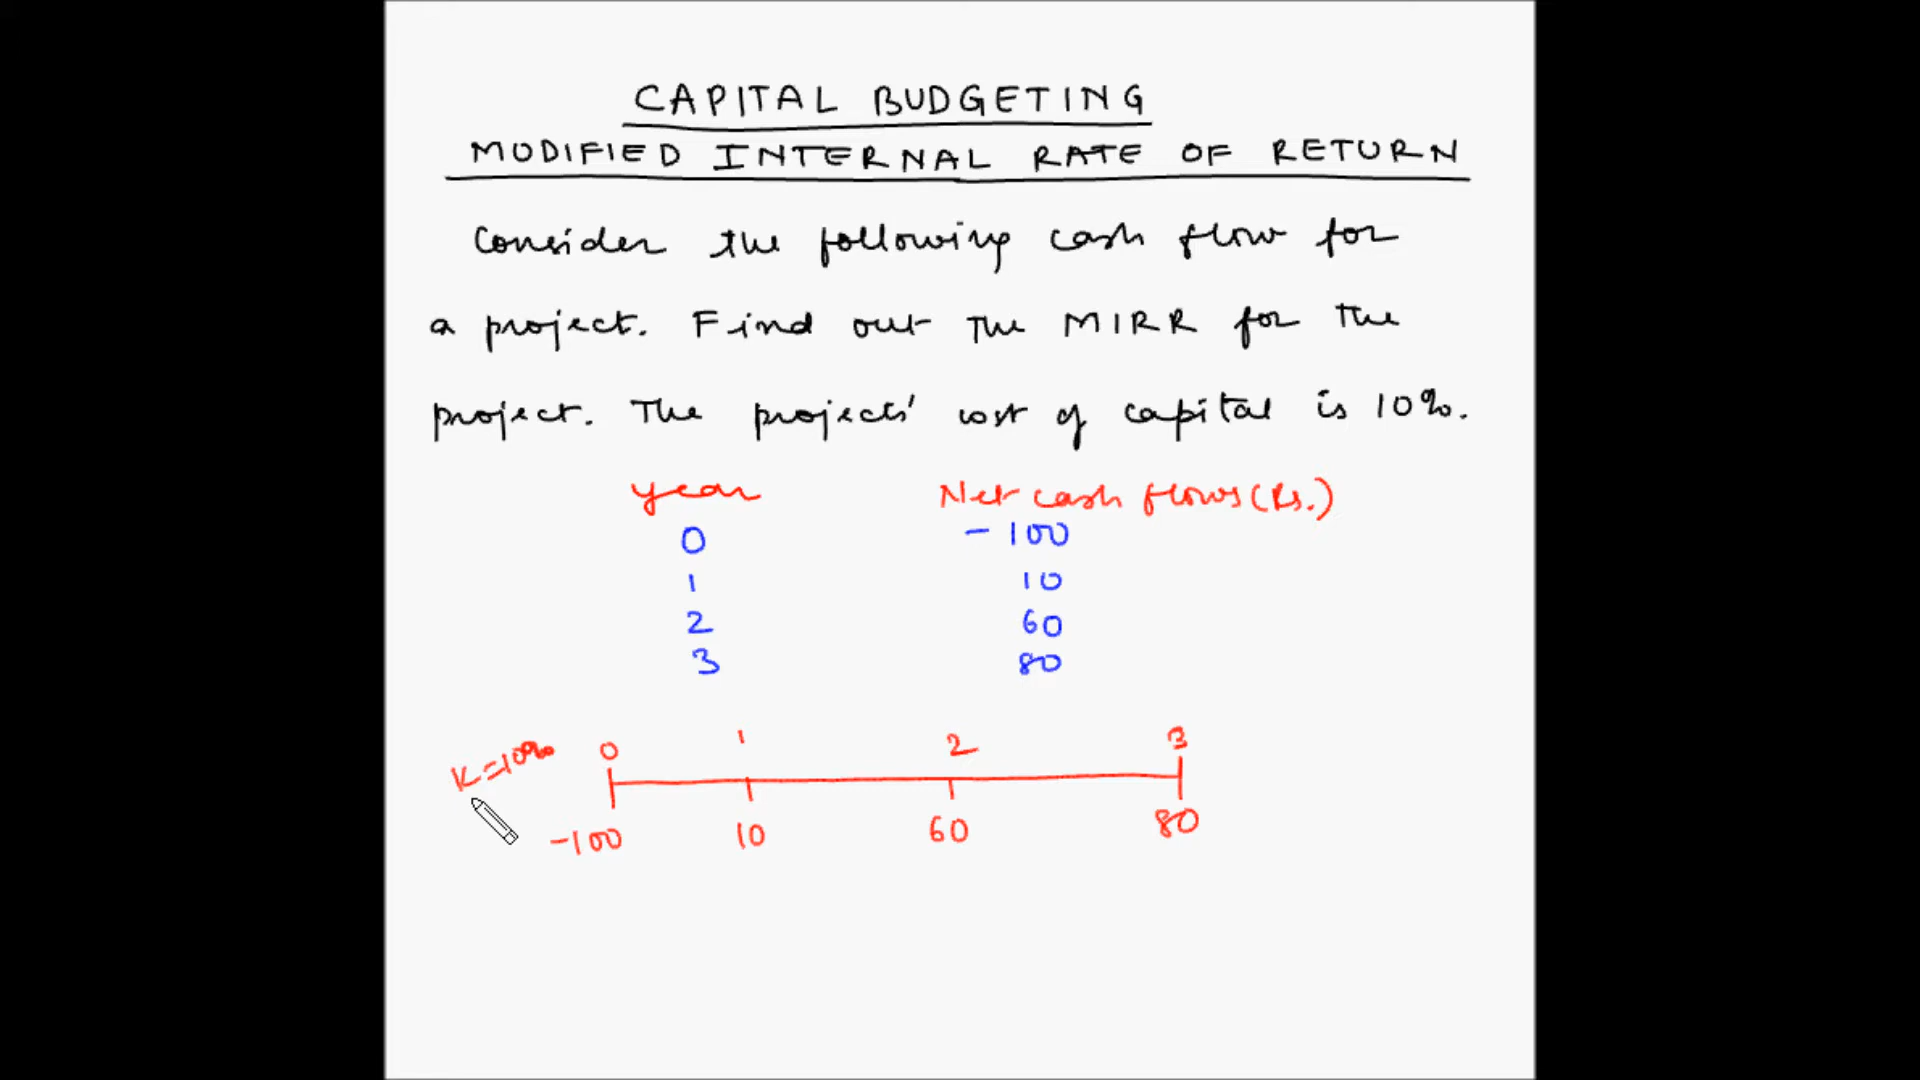 CAPITAL BUDGETING
MODIFIED INTERNAL RATE OF RETURN
Consider the following cash flow for
a project. Find out the MIRR for the
project. The projects' cost of capital is 10%.
year Net cash flows (Rs.)
0 -100
1 10
2 60
3 80
K=10% 0 1 2 3
-100 10 60 80